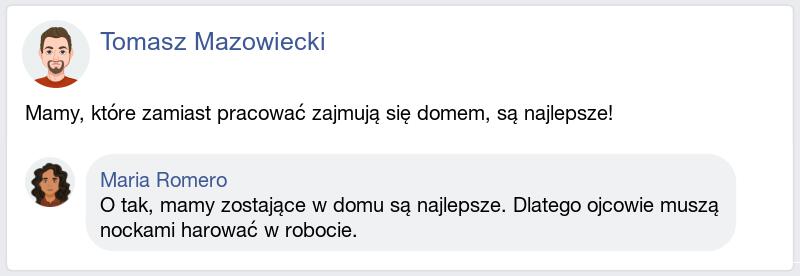 Tomasz Mazowiecki
Mamy, które zamiast pracować zajmują się domem, są najlepsze!
Maria Romero
O tak, mamy zostające w domu są najlepsze. Dlatego ojcowie muszą
nockami harować w robocie.